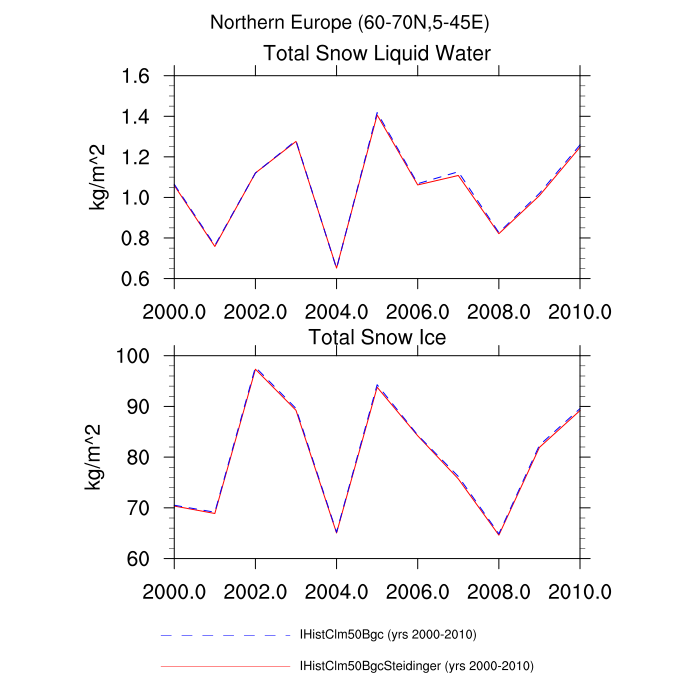 Northern Europe (60-70N,5-45E)
Total Snow Liquid Water
1.6
1.4
1.2
1.0
0.8
0.6
kg/m^2
2000.0 2002.0 2004.0 2006.0 2008.0 2010.0
Total Snow Ice
100
90
80
70
60
kg/m^2
2000.0 2002.0 2004.0 2006.0 2008.0 2010.0
IHistClm50Bgc (yrs 2000-2010)
IHistClm50BgcSteidinger (yrs 2000-2010)